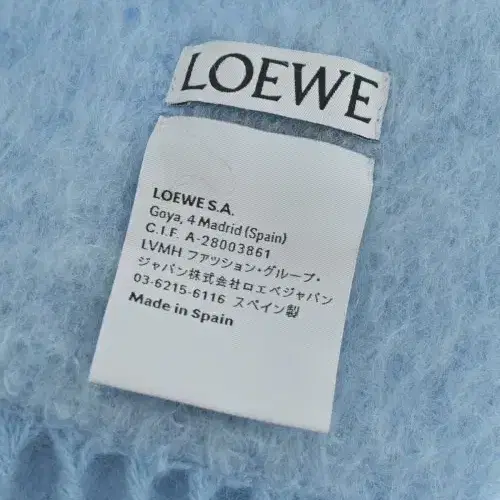 LOEWE
LOEWE S.A.
Goya, 4 Madrid (Spain)
C.I.F. A-28003861
LVMH ファッション・グループ・
ジャパン株式会社ロエベジャパン
03-6215-6116 スペイン製
Made in Spain